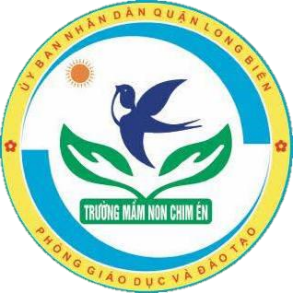 ỦY BAN NHÂN DÂN QUẬN LONG BIÊN
TRƯỜNG MẦM NON CHIM ÉN
PHÒNG GIÁO DỤC VÀ ĐÀO TẠO